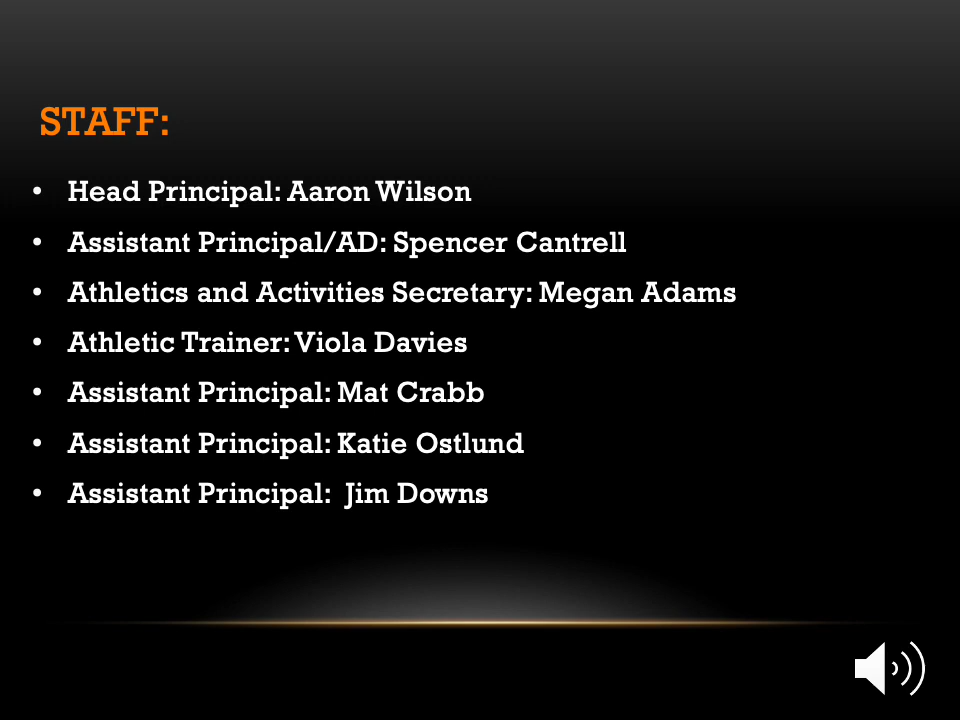 STAFF:
• Head Principal: Aaron Wilson
• Assistant Principal/AD: Spencer Cantrell
• Athletics and Activities Secretary: Megan Adams
• Athletic Trainer: Viola Davies
• Assistant Principal: Mat Crabb
• Assistant Principal: Katie Ostlund
• Assistant Principal:  Jim Downs